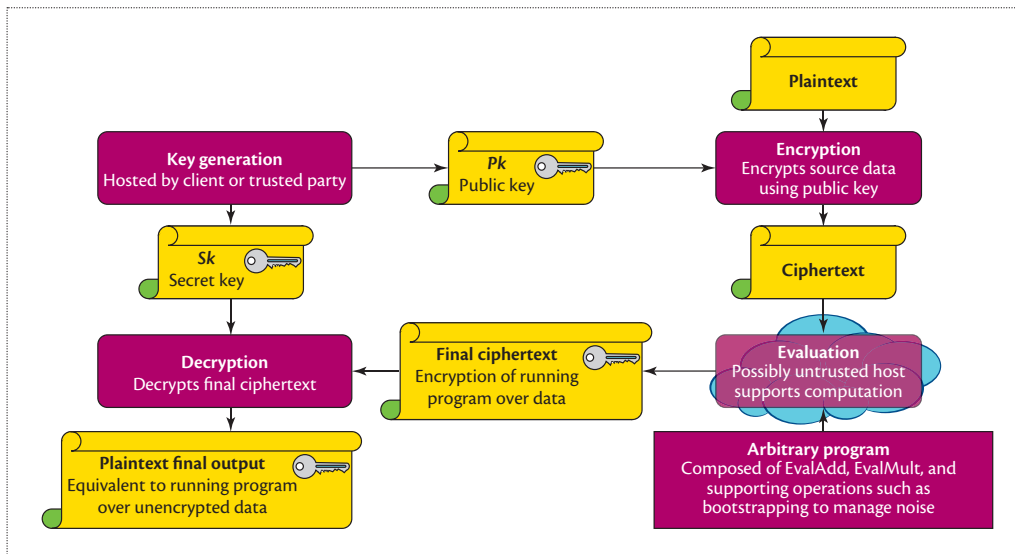 Plaintext
Key generation
Hosted by client or trusted party
Pk
Public key
Encryption
Encrypts source data
using public key
Sk
Secret key
Ciphertext
Decryption
Decrypts final ciphertext
Final ciphertext
Encryption of running
program over data
Evaluation
Possibly untrusted host
supports computation
Plaintext final output
Equivalent to running program
over unencrypted data
Arbitrary program
Composed of EvalAdd, EvalMult, and
supporting operations such as
bootstrapping to manage noise